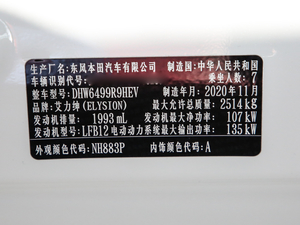 生产厂名:东风本田汽车有限公司 制造国:中华人民共和国
车辆识别 乘坐人数:7
整车型号:DHW6499R9HEV 制造年月:2020年11月
品牌:艾力绅(ELYSION) 最大允许总质量:2514kg
发动机排量:1993mL 发动机最大净功率:107kW
发动机型号:LFB12 电动动力系统最大输出功率:135kW
外观颜色代码:NH883P 内饰颜色代码:A